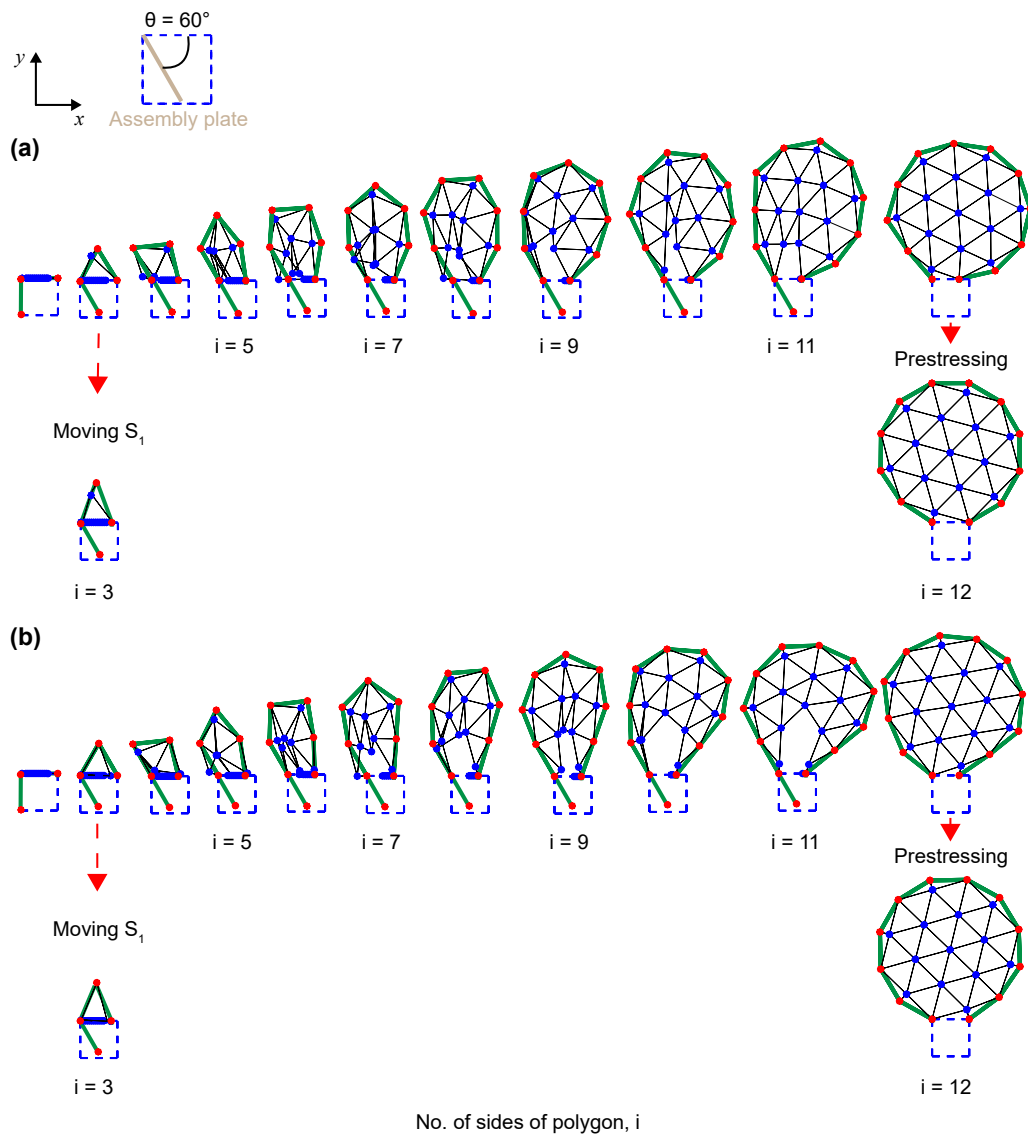 θ = 60°
y
x
Assembly plate
(a)
i = 5
i = 7
i = 9
i = 11
Prestressing
Moving S₁
i = 3
i = 12
(b)
i = 5
i = 7
i = 9
i = 11
Prestressing
Moving S₁
i = 3
i = 12
No. of sides of polygon, i